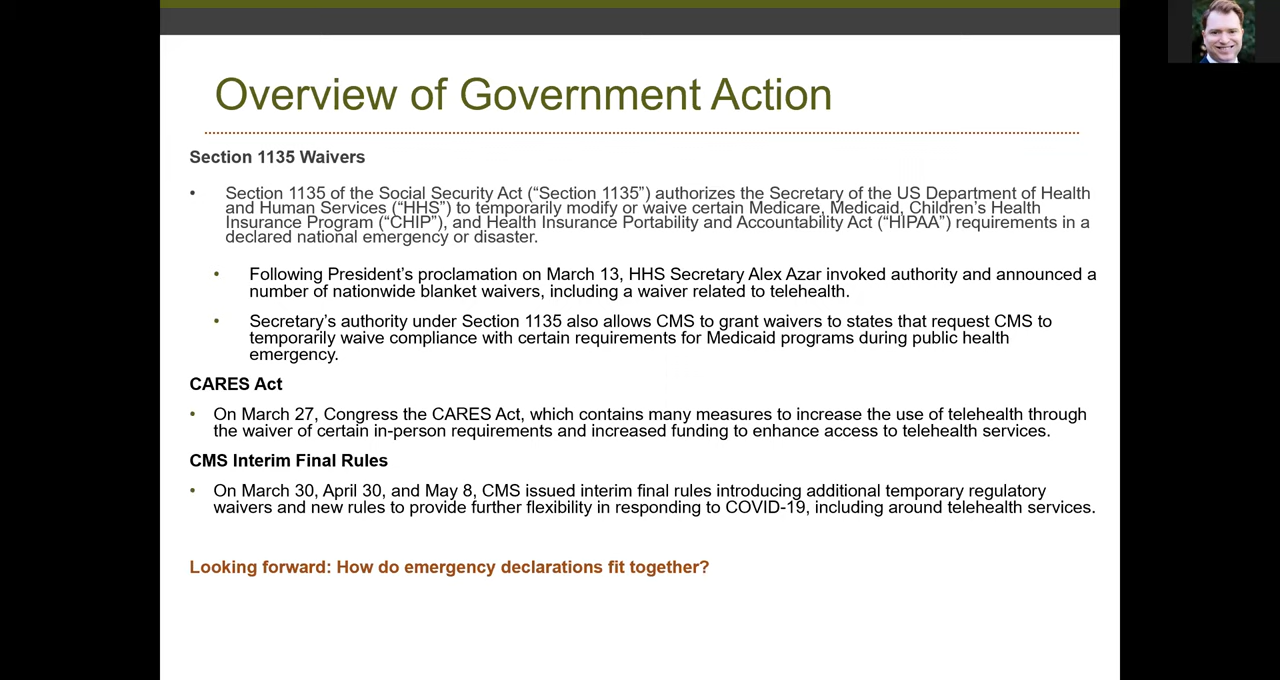 Overview of Government Action
Section 1135 Waivers
• Section 1135 of the Social Security Act (“Section 1135”) authorizes the Secretary of the US Department of Health
and Human Services (“HHS”) to temporarily modify or waive certain Medicare, Medicaid, Children’s Health
Insurance Program (“CHIP”), and Health Insurance Portability and Accountability Act (“HIPAA”) requirements in a
declared national emergency or disaster.
• Following President’s proclamation on March 13, HHS Secretary Alex Azar invoked authority and announced a
number of nationwide blanket waivers, including a waiver related to telehealth.
• Secretary’s authority under Section 1135 also allows CMS to grant waivers to states that request CMS to
temporarily waive compliance with certain requirements for Medicaid programs during public health
emergency.
CARES Act
• On March 27, Congress the CARES Act, which contains many measures to increase the use of telehealth through
the waiver of certain in-person requirements and increased funding to enhance access to telehealth services.
CMS Interim Final Rules
• On March 30, April 30, and May 8, CMS issued interim final rules introducing additional temporary regulatory
waivers and new rules to provide further flexibility in responding to COVID-19, including around telehealth services.
Looking forward: How do emergency declarations fit together?